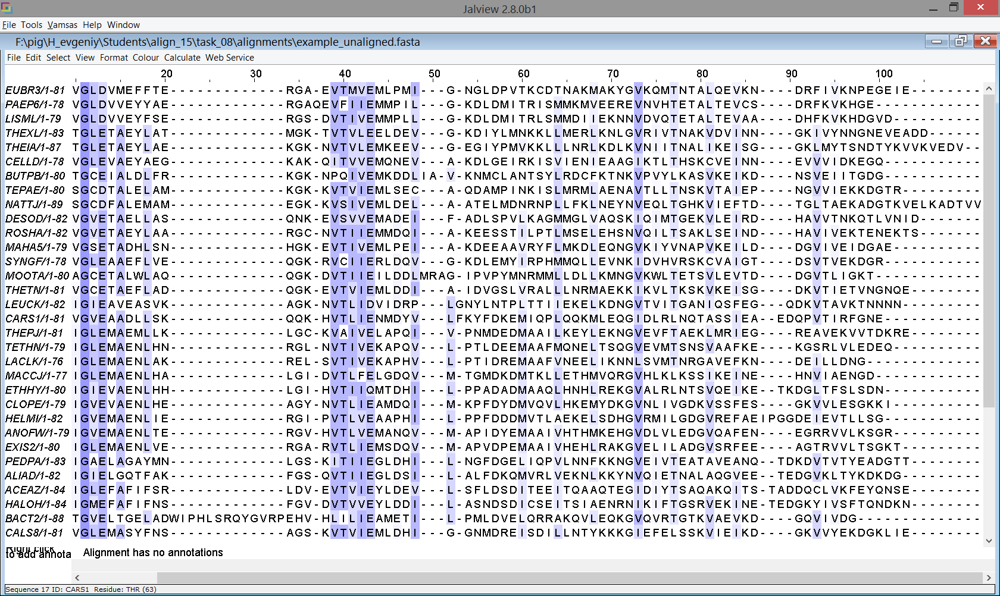 Jalview 2.8.0b1
File Tools Vamsas Help Window
F:\pig\H_evgeniy\Students\align_15\task_08\alignments\example_unaligned.fasta
File Edit Select View Format Colour Calculate Web Service
20 30 40 50 60 70 80 90 100
EUBR3/1-81 VGLDVMEFFTE-------------RGA-EVTMVEMLPMI---G-NGLDPVTKCDTNAKMAKYGVKQMTNTALQEVKN----DRFIVKNPEGEIE--------
PAEP6/1-78 VGLDVVEYYAE-------------RGAQEVFIIEMMPIL---G-KDLDMITRISMMKMVEEREVNVHTETALTEVCS----DRFKVKHGE------------
LISML/1-79 VGLDVVEYFSE-------------RGS-DVTIVEMMPLL---G-KDLDMITRLSMMDIIEKNNVDVQTETALTEVAA----DHFKVKHDGVD----------
THEXL/1-83 TGLETAEYLAT-------------MGK-TVTVLEELDEV---G-KDIYLMNKKLLMERLKNLGVRIVTNAKVDVINN----GKIVYNNGNEVEADD------
THEIA/1-87 TGLETAEYLAE-------------KGK-NVTVLEMKEEV---G-EGIYPMVKKLLLNRLKDLKVNIITNALIKEISG----GKLMYTSNDTYKVVKVEDV--
CELLD/1-78 VGLEVAEYAEG-------------KAK-QITVVEMQNEV---A-KDLGEIRKISVIENIEAAGIKTLTHSKCVEINN----EVVVIDKEGQ-----------
BUTPB/1-80 TGCEIALDLFR-------------KGK-NPQIVEMKDDLIA-V-KNMCLANTSYLRDCFKTNKVPVYLKASVKEIKD----NSVEIITGDG-----------
TEPAE/1-80 SGCDTALELAM-------------KGK-KVTVIEMLSEC---A-QDAMPINKISLMRMLAENAVTLLTNSKVTAIEP----NGVVIEKKDGTR---------
NATTJ/1-89 SGCDFALEMAM-------------EGK-KVSIVEMLDEL---A-ATELMDNRNPLLFKLNEYNVEQLTGHKVIEFTD----TGLTAEKADGTKVELKADTVV
DESOD/1-82 VGVETAELLAS-------------QNK-EVSVVEMADEI---F-ADLSPVLKAGMMGLVAQSKIQIMTGEKVLEIRD----HAVVTNKQTLVNID-------
ROSHA/1-82 VGVETAEYLAA-------------RGC-NVTIIEMMDQI---A-KEESSTILPTLMSELEHSNVQILTSAKLSEIND----HAVIVEKTENEKTS-------
MAHA5/1-79 VGSETADHLSN-------------HGK-EVTIVEMLPEI---A-KDEEAAVRYFLMKDLEQNGVKIYVNAPVKEILD----DGVIVEIDGAE----------
SYNGF/1-78 VGLEAAEFLVE-------------QGK-RVCIIERLDQV---G-KDLEMYIRPHMMQLLEVNKIDVHVRSKCVAIGT----DSVTVEKDGR-----------
MOOTA/1-80 AGCETALWLAQ-------------QGK-DVTIIEILDDLMRAG-IPVPYMNRMMLLDLLKMNGVKWLTETSVLEVTD----DGVTLIGKT------------
THETN/1-81 VGCETAEFLAD-------------QGK-EVTVIEMLDDI---A-IDVGSLVRALLLNRMAEKKIKVLTKSKVKEISG----DKVTIETVNGNQE--------
LEUCK/1-82 IGIEAVEASVK-------------AGK-NVTLIDVIDRP---LGNYLNTPLTTIIEKELKDNGVTVITGANIQSFEG---QDKVTAVKTNNNN---------
CARS1/1-81 VGVEAADLLSK-------------QQK-HVTLIENMDYV---LFKYFDKEMIQPLQQKMLEQGIDLRLNQTASSIEA--EDQPVTIRFGNE-----------
THEPJ/1-81 IGLEMAEMLLK-------------LGC-KVAIVELAPQI---V-PNMDEDMAAILKEYLEKNGVEVFTAEKLMRIEG----REAVEKVVTDKRE--------
TETHN/1-79 IGLEMAENLHN-------------RGL-NVTIVEKAPQV---L-PTLDEEMAAFMQNELTSQGVEVMTSNSVAAFKE----KGSRLVLEDEQ----------
LACLK/1-76 IGLEMAENLAK-------------REL-SVTIVEKAPHV---L-PTIDREMAAFVNEELIKNNLSVMTNRGAVEFKN----DEILLDNG-------------
MACCJ/1-77 IGLEMAENLHA-------------LGI-DVTLFELGDQV---M-TGMDKDMTKLLETHMVQRGVHLKLKSSIKEINE----HNVIAENGD------------
ETHHY/1-80 IGIEVAENLHH-------------LGI-HVTIIQMTDHI---L-PPADADMAAQLHNHLREKGVALRLNTSVQEIKE--TKDGLTFSLSDN-----------
CLOPE/1-79 IGVEVAENLHE-------------AGY-NVTLIEAMDQI---M-KPFDYDMVQVLHKEMYDKGVNLIVGDKVSSFES----GKVVLESGKKI----------
HELMI/1-79 IGVEMAENLIE-------------RGI-PVTLVEAAPHI---L-PPFDDDMVTLAEKELSDHGVRMILGDGVREFAEIPGGDEIEVTLLSG-----------
ANOFW/1-79 IGVEMAENLTE-------------RGV-HVTLVEMANQV---M-APIDYEMAAIVHTHMKEHGVDLVLEDGVQAFEN----EGRRVVLKSGR----------
EXIS2/1-80 IGLEMAENLVE-------------RGA-RVTLIEMSDQV---M-APVDPEMAAIVHEHLRAKGVELILADGVSRFEE----AGTRVVLTSGKT---------
PEDPA/1-83 IGAELAGAYMN-------------LGS-KITIIEGLDHI---L-NGFDGELIQPVLNNFKKNGVEIVTEATAVEANQ--TDKDVTVTYEADGTT--------
ALIAD/1-82 IGIELGQTFAK-------------FGS-QVTIIEGLDSI---L-ALFDKQMVRLVEKNLKKYNVQIETNALAQGVEE--TEDGVKLTYKDKDG---------
ACEAZ/1-84 IGLEFAFIFSR-------------LDV-EVTVIEYLDEV---L-SFLDSDITEEITQAAQTEGIDIYTSAQAKQITS-TADDQCLVKFEYQNSE--------
HALOH/1-84 IGMEFAFIFNS-------------FGV-DVTVVEYLDDI---L-ASNDSDICSEITSIAENRNIKIFTGSRVEKINE-TEDGKYIVSFTQNDKN--------
BACT2/1-88 TGVELTGELADWIPHLSRQYGVRPEHV-HLILIEAMETI---L-PMLDVELQRRAKQVLEQKGVQVRTGTKVAEVKD----GQVIVDG--------------
CALS8/1-81 VGLEMASYFNS-------------AGS-KVTVIEMLDHI---G-GNMDREISDILLNTYKKKGIEFELSSKVIEIKD----GKVVYEKDGKLIE--------
to add annota Alignment has no annotations
Sequence 17 ID: CARS1 Residue: THR (63)